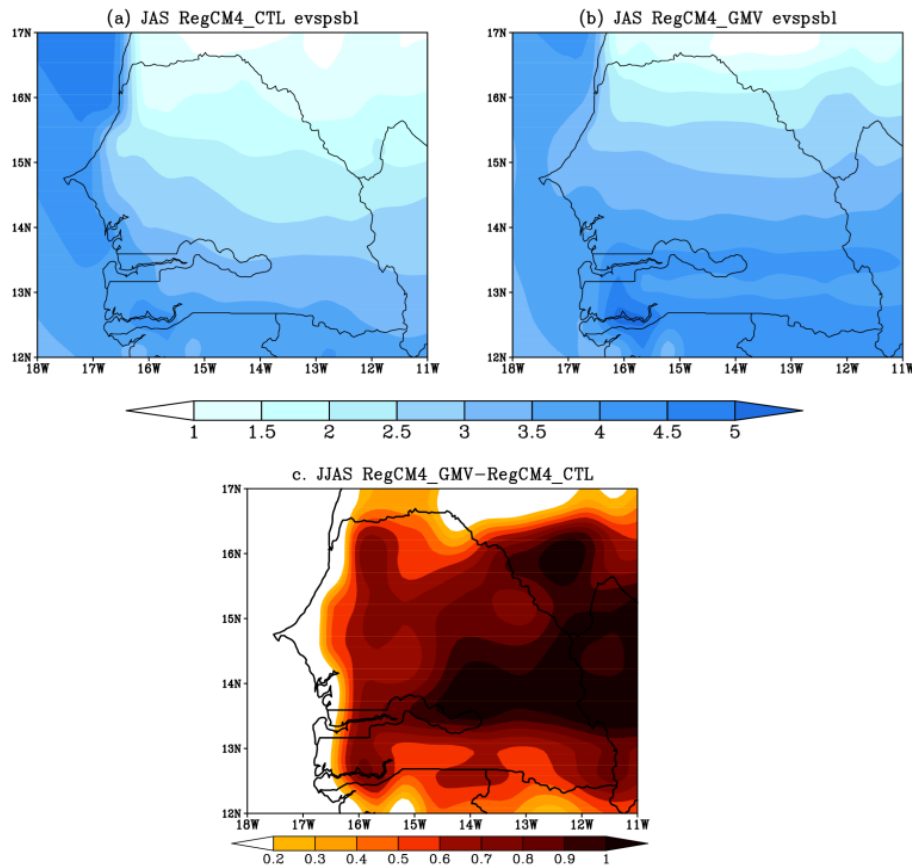 (a) JAS RegCM4_CTL evspsbl
(b) JAS RegCM4_GMV evspsbl
17N 17N
16N 16N
15N 15N
14N 14N
13N 13N
12N 12N
18W 17W 16W 15W 14W 13W 12W 11W 18W 17W 16W 15W 14W 13W 12W 11W
1 1.5 2 2.5 3 3.5 4 4.5 5
c. JJAS RegCM4_GMV−RegCM4_CTL
17N
16N
15N
14N
13N
12N
18W 17W 16W 15W 14W 13W 12W 11W
0.2 0.3 0.4 0.5 0.6 0.7 0.8 0.9 1